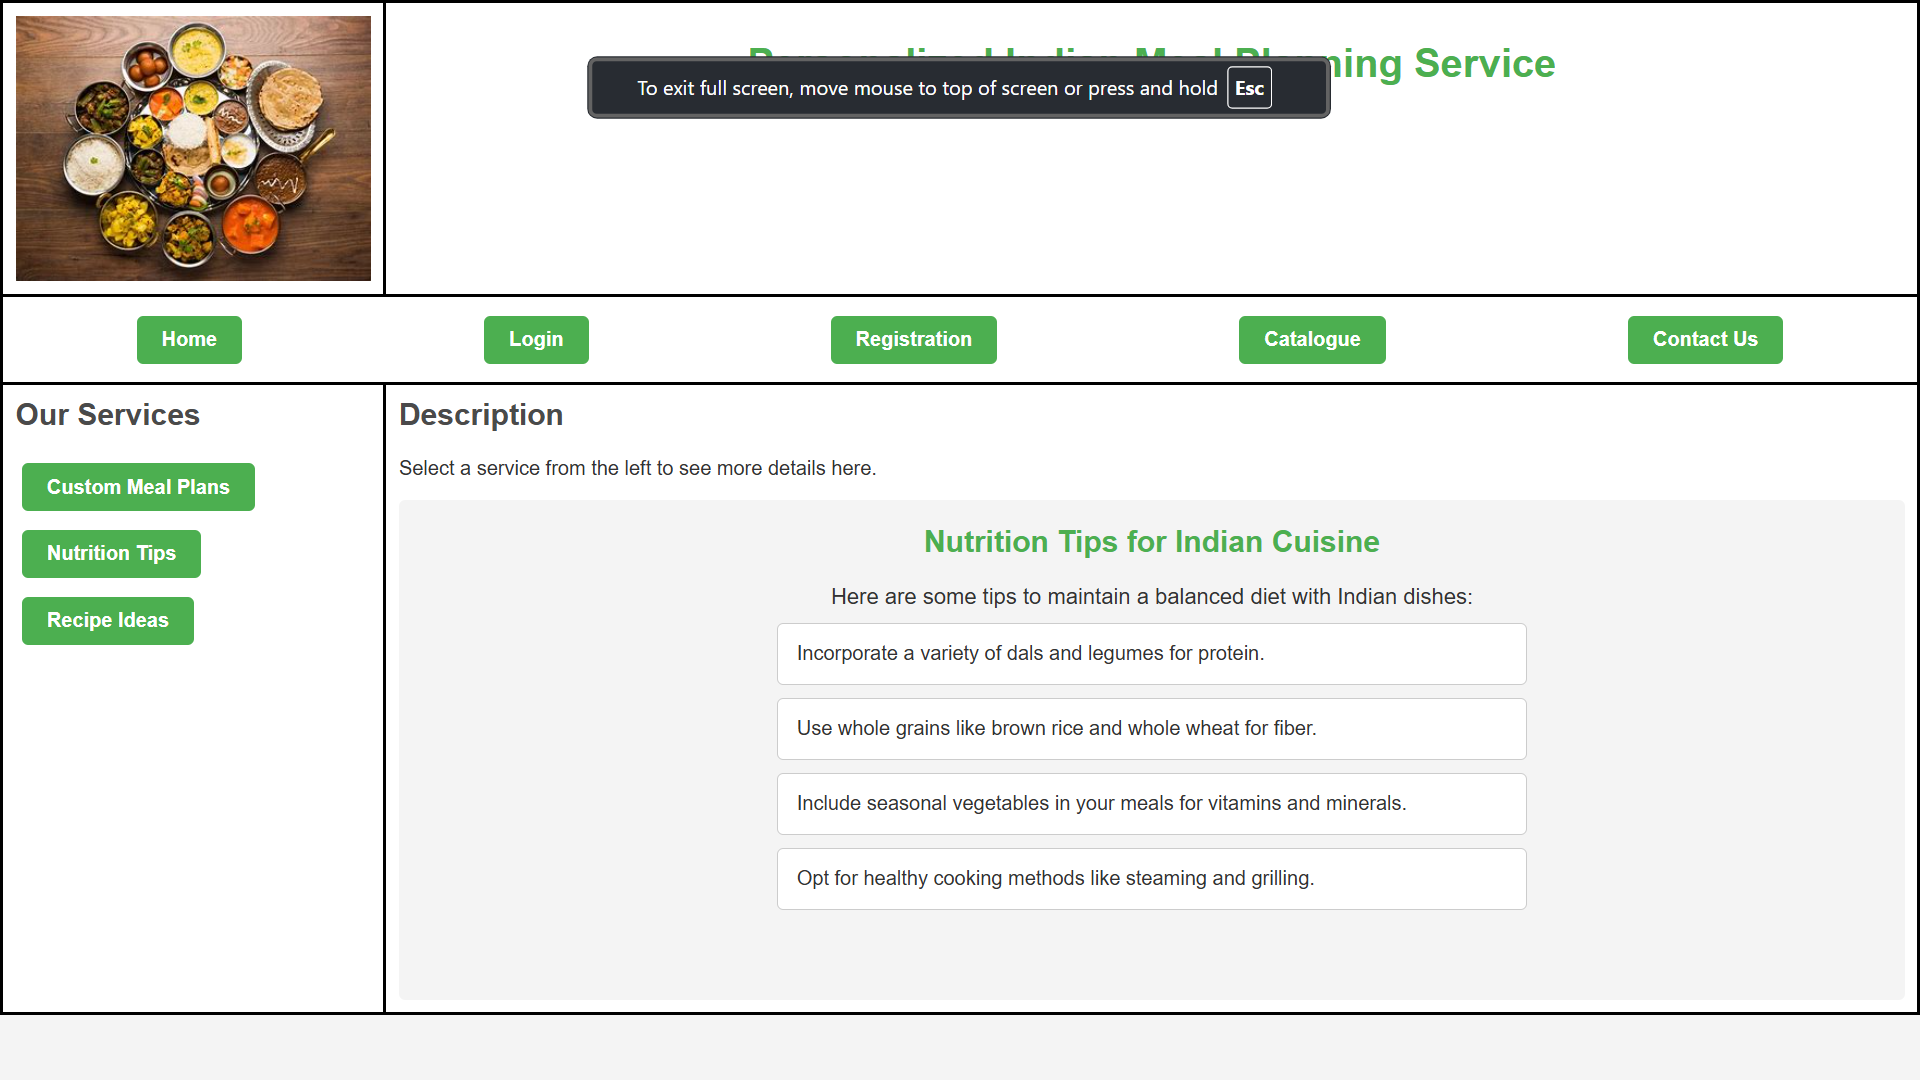 ning Service
To exit full screen, move mouse to top of screen or press and hold Esc
Home
Login
Registration
Catalogue
Contact Us
Our Services
Custom Meal Plans
Nutrition Tips
Recipe Ideas
Description
Select a service from the left to see more details here.
Nutrition Tips for Indian Cuisine
Here are some tips to maintain a balanced diet with Indian dishes:
Incorporate a variety of dals and legumes for protein.
Use whole grains like brown rice and whole wheat for fiber.
Include seasonal vegetables in your meals for vitamins and minerals.
Opt for healthy cooking methods like steaming and grilling.